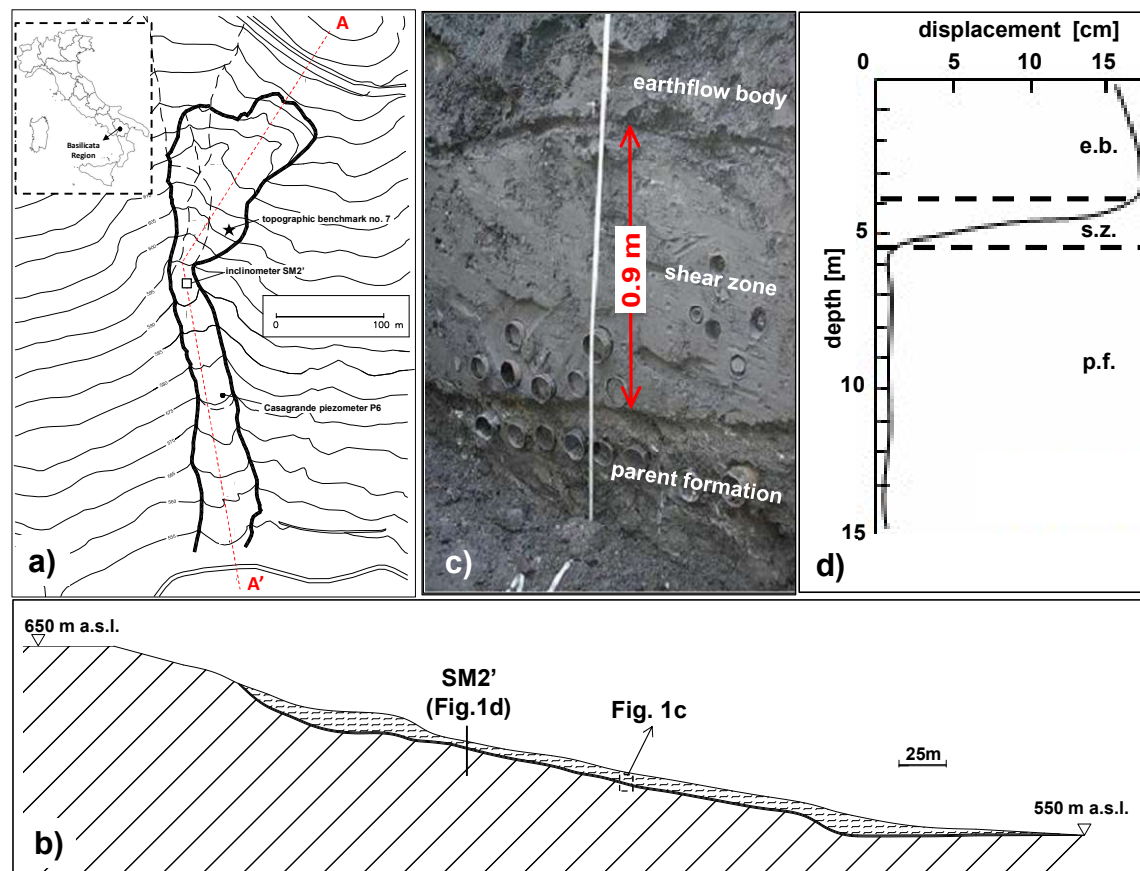 A
Basilicata
Region
topographic benchmark no. 7
inclinometer SM2'
0 100 m
Casagrande piezometer P6
A'
a)
earthflow body
0.9 m
shear zone
parent formation
c)
displacement [cm]
0 5 10 15
e.b.
s.z.
5
depth [m]
p.f.
10
15
d)
650 m a.s.l.
SM2'
(Fig.1d)
Fig. 1c
25m
550 m a.s.l.
b)